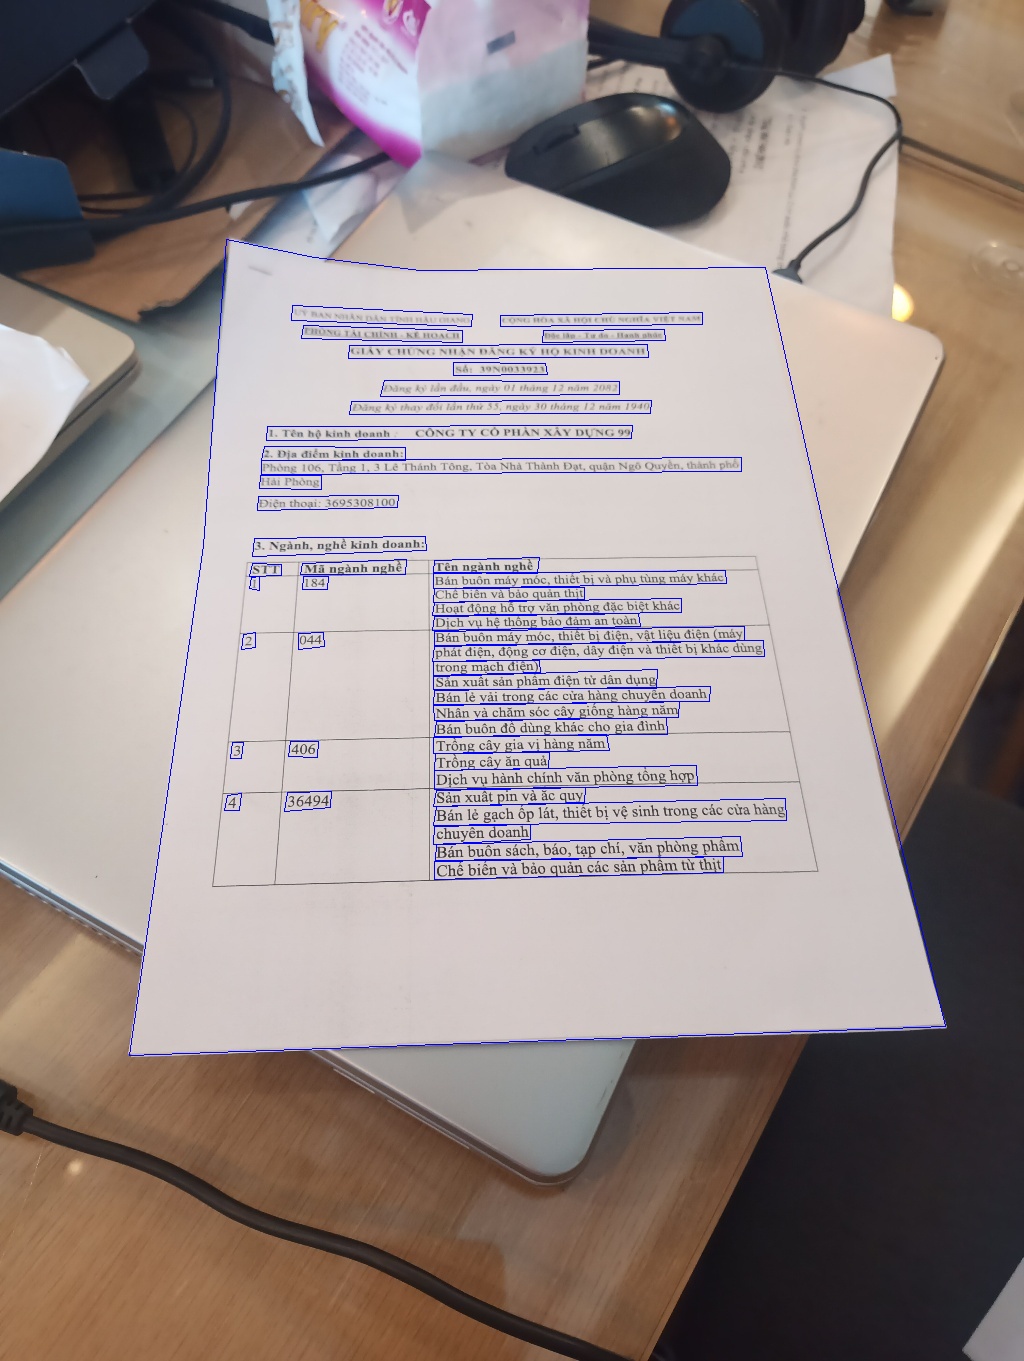 ỦY BAN NHÂN DÂN TỈNH HẬU GIANG
CỘNG HÒA XÃ HỘI CHỦ NGHĨA VIỆT NAM
PHÒNG TÀI CHÍNH - KẾ HOẠCH
Độc lập - Tự do - Hạnh phúc
GIẤY CHỨNG NHẬN ĐĂNG KÝ HỘ KINH DOANH
Số: 39N0033923
Đăng ký lần đầu, ngày 01 tháng 12 năm 2082
Đăng ký thay đổi lần thứ 55, ngày 30 tháng 12 năm 1940
1. Tên hộ kinh doanh : CÔNG TY CỔ PHẦN XÂY DỰNG 99
2. Địa điểm kinh doanh:
Phòng 106, Tầng 1, 3 Lê Thánh Tông, Tòa Nhà Thành Đạt, quận Ngô Quyền, thành phố
Hải Phòng
Điện thoại: 3695308100
3. Ngành, nghề kinh doanh:
STT Mã ngành nghề Tên ngành nghề
1 184 Bán buôn máy móc, thiết bị và phụ tùng máy khác
Chế biến và bảo quản thịt
Hoạt động hỗ trợ văn phòng đặc biệt khác
Dịch vụ hệ thống bảo đảm an toàn
2 044 Bán buôn máy móc, thiết bị điện, vật liệu điện (máy
phát điện, động cơ điện, dây điện và thiết bị khác dùng
trong mạch điện)
Sản xuất sản phẩm điện tử dân dụng
Bán lẻ vải trong các cửa hàng chuyên doanh
Nhân và chăm sóc cây giống hàng năm
Bán buôn đồ dùng khác cho gia đình
3 406 Trồng cây gia vị hàng năm
Trồng cây ăn quả
Dịch vụ hành chính văn phòng tổng hợp
4 36494 Sản xuất pin và ắc quy
Bán lẻ gạch ốp lát, thiết bị vệ sinh trong các cửa hàng
chuyên doanh
Bán buôn sách, báo, tạp chí, văn phòng phẩm
Chế biến và bảo quản các sản phẩm từ thịt